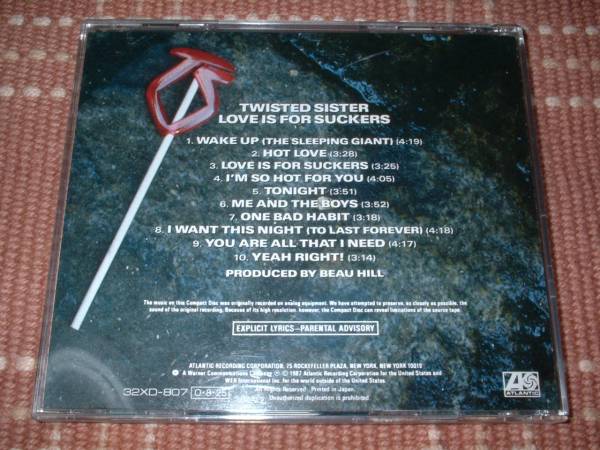 TWISTED SISTER
LOVE IS FOR SUCKERS
1. WAKE UP (THE SLEEPING GIANT) (4:19)
2. HOT LOVE (3:28)
3. LOVE IS FOR SUCKERS (3:25)
4. I'M SO HOT FOR YOU (4:05)
5. TONIGHT (3:51)
6. ME AND THE BOYS (3:52)
7. ONE BAD HABIT (3:18)
8. I WANT THIS NIGHT (TO LAST FOREVER) (4:18)
9. YOU ARE ALL THAT I NEED (4:17)
10. YEAH RIGHT! (3:14)
PRODUCED BY BEAU HILL
The music on this Compact Disc was originally recorded on analog equipment. We have attempted to preserve, as closely as possible, the
sound of the original recording. Because of its high resolution, however, the Compact Disc can reveal limitations of the source tape.
EXPLICIT LYRICS—PARENTAL ADVISORY
ATLANTIC RECORDING CORPORATION, 75 ROCKEFELLER PLAZA, NEW YORK, NEW YORK 10019
A Warner Communications Company ℗ © 1987 Atlantic Recording Corporation for the United States and
WEA International Inc. for the world outside of the United States.
All Rights Reserved. Printed in Japan.
Unauthorized duplication is prohibited.
32XD-807 O-8-25
ATLANTIC